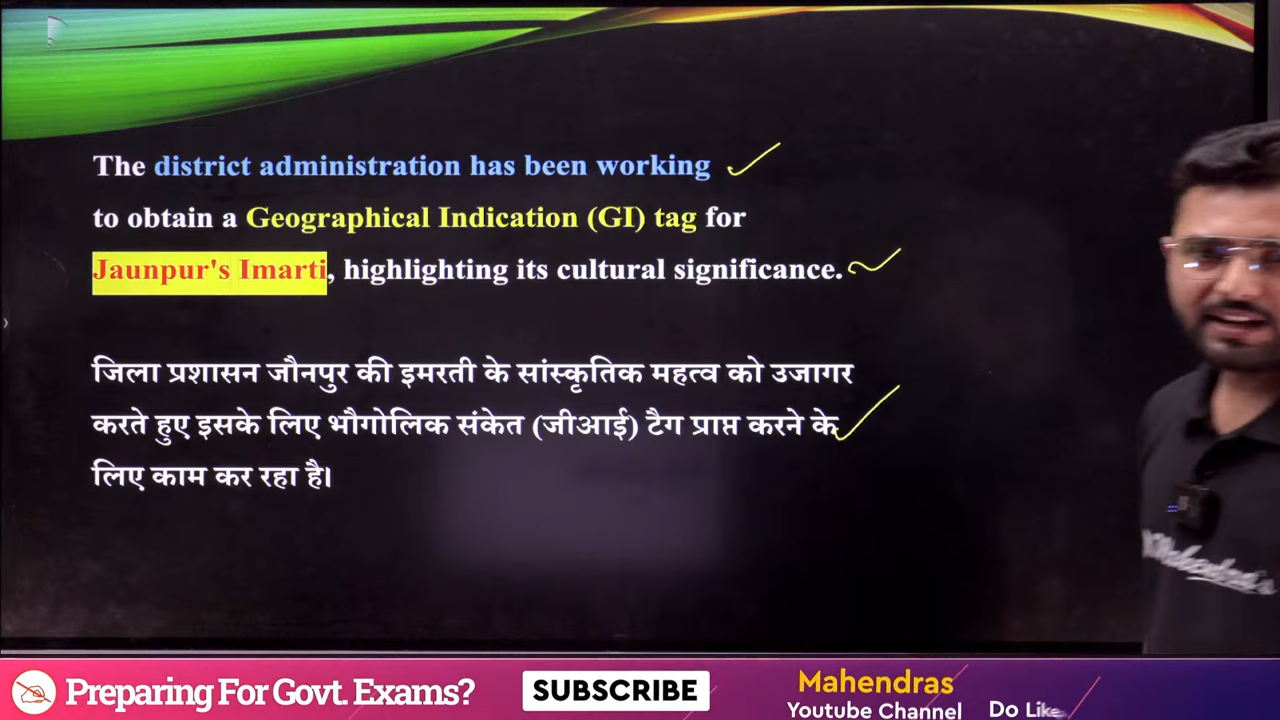 The district administration has been working
to obtain a Geographical Indication (GI) tag for
Jaunpur's Imarti, highlighting its cultural significance.
जिला प्रशासन जौनपुर की इमरती के सांस्कृतिक महत्व को उजागर
करते हुए इसके लिए भौगोलिक संकेत (जीआई) टैग प्राप्त करने के
लिए काम कर रहा है।
Preparing For Govt. Exams?
SUBSCRIBE
Mahendras
Youtube Channel
Do Like